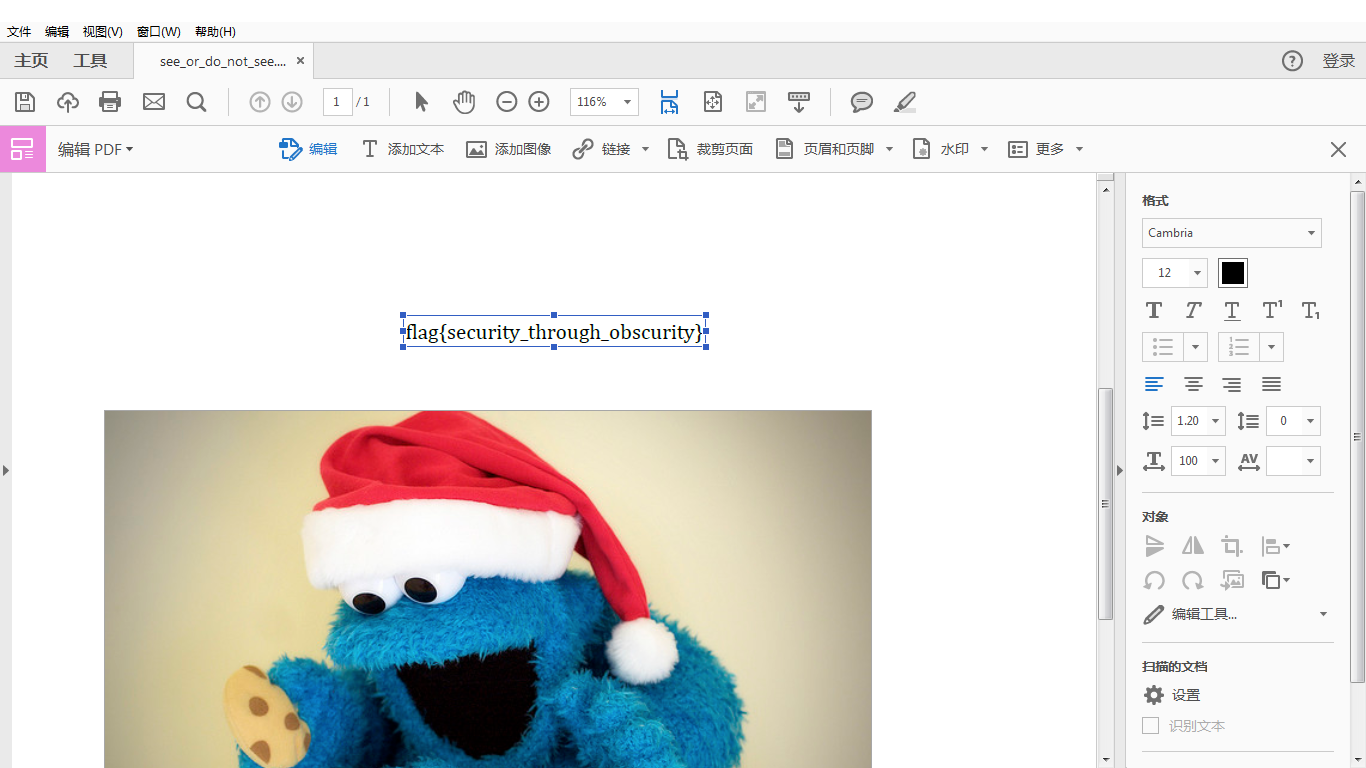 文件 编辑 视图(V) 窗口(W) 帮助(H)
主页 工具 see_or_do_not_see.... × ? 登录
1 / 1 116%
编辑 PDF 编辑 添加文本 添加图像 链接 裁剪页面 页眉和页脚 水印 更多
格式
Cambria
12
flag{security_through_obscurity}
1.20 0
100
对象
编辑工具...
扫描的文档
设置
识别文本